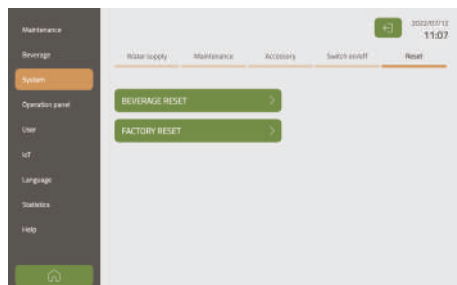 Maintenance
Beverage
System
Operation panel
User
IoT
Language
Statistics
Help
2022/07/12
11:07
Water supply
Maintenance
Accessory
Switch on/off
Reset
BEVERAGE RESET
FACTORY RESET